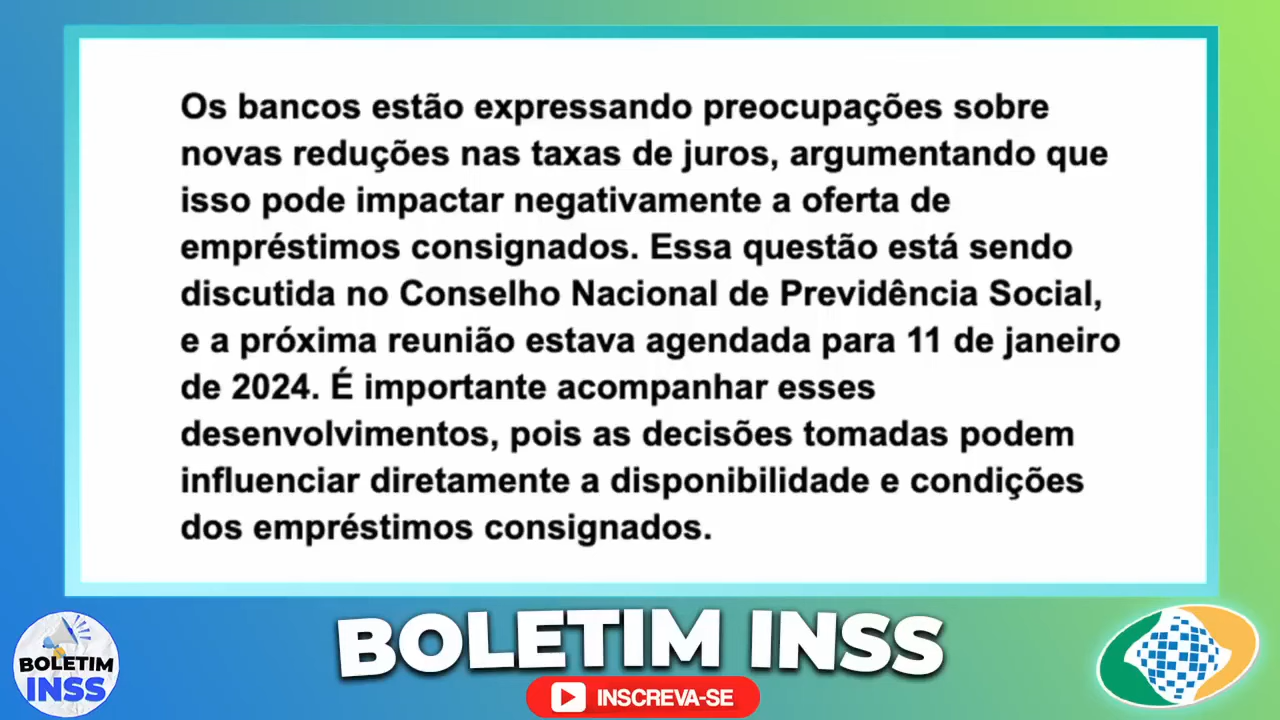 Os bancos estão expressando preocupações sobre
novas reduções nas taxas de juros, argumentando que
isso pode impactar negativamente a oferta de
empréstimos consignados. Essa questão está sendo
discutida no Conselho Nacional de Previdência Social,
e a próxima reunião estava agendada para 11 de janeiro
de 2024. É importante acompanhar esses
desenvolvimentos, pois as decisões tomadas podem
influenciar diretamente a disponibilidade e condições
dos empréstimos consignados.
BOLETIM INSS
INSCREVA-SE
BOLETIM
INSS